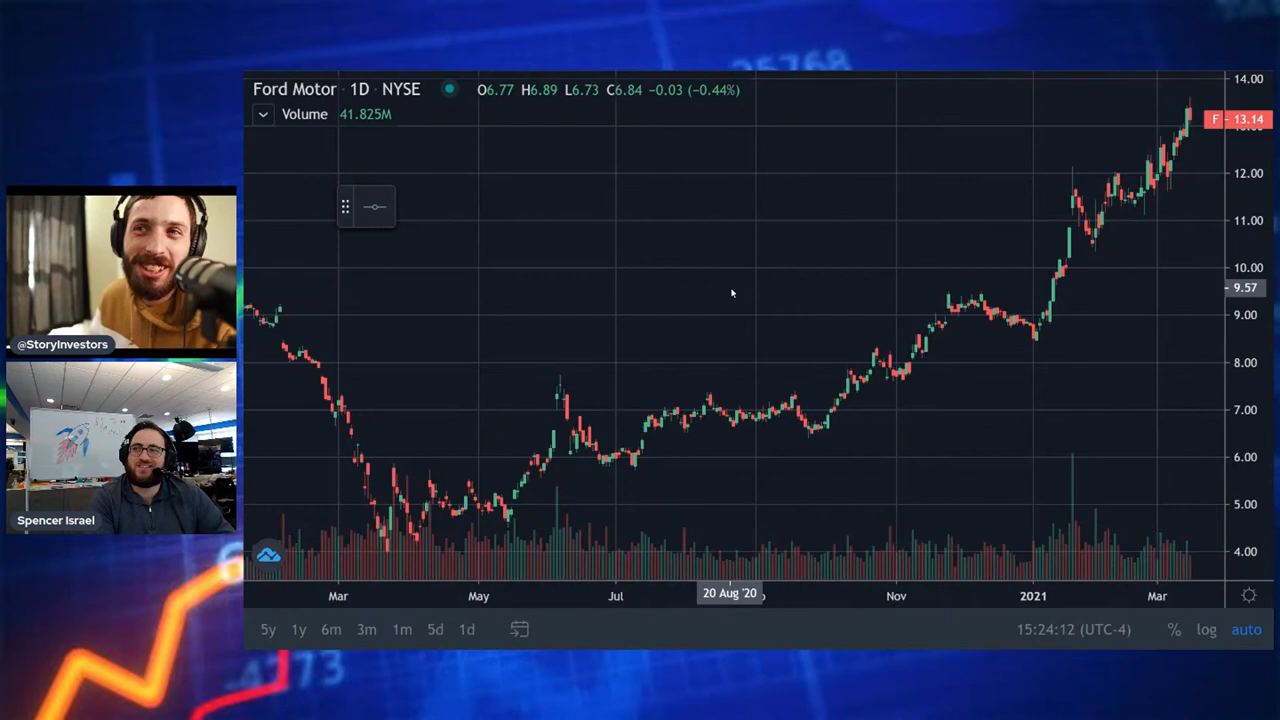 25768
Ford Motor · 1D · NYSE O6.77 H6.89 L6.73 C6.84 −0.03 (−0.44%)
Volume 41.825M
14.00
F 13.14
12.00
11.00
10.00
9.57
9.00
8.00
7.00
6.00
5.00
4.00
@StoryInvestors
Spencer Israel
Mar May Jul 20 Aug '20 Nov 2021 Mar
5y 1y 6m 3m 1m 5d 1d 15:24:12 (UTC-4) % log auto
4773